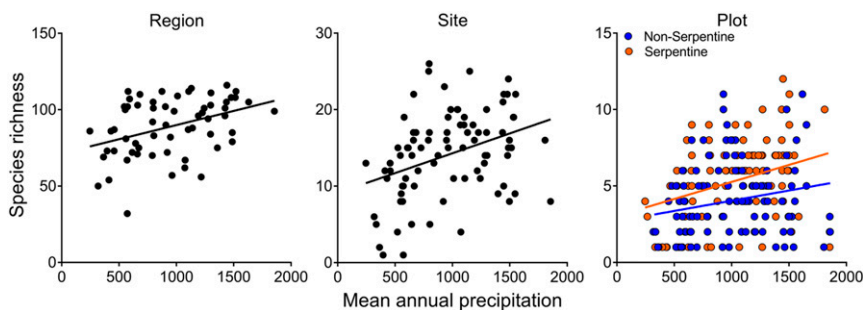 Region
Site
Plot
Species richness
150
100
50
0
0 500 1000 1500 2000
30
20
10
0
0 500 1000 1500 2000
15
10
5
0
0 500 1000 1500 2000
Non-Serpentine
Serpentine
Mean annual precipitation